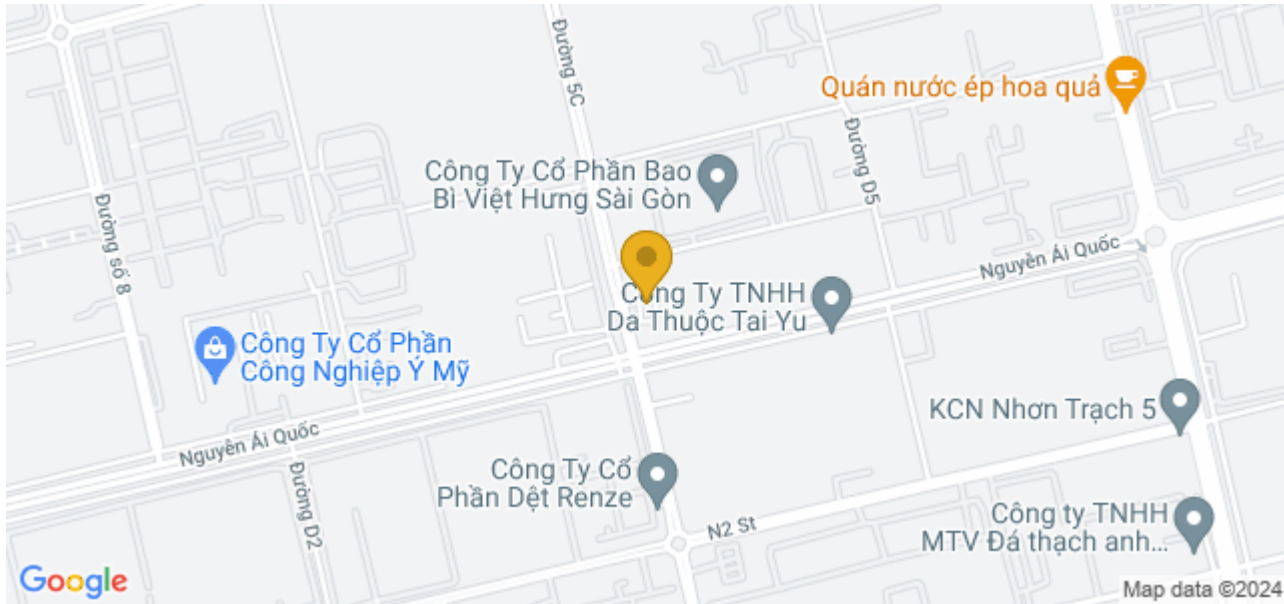 Đường 5C
Quán nước ép hoa quả
Đường D5
Công Ty Cổ Phần Bao
Bì Việt Hưng Sài Gòn
Đường số 8
Nguyễn Ái Quốc
Công Ty TNHH
Da Thuộc Tai Yu
Công Ty Cổ Phần
Công Nghiệp Ý Mỹ
KCN Nhơn Trạch 5
Nguyễn Ái Quốc
Đường D2
Công Ty Cổ
Phần Dệt Renze
N2 St
Công ty TNHH
MTV Đá thạch anh...
Google
Map data ©2024